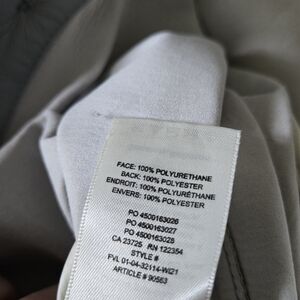 FACE: 100% POLYURETHANE
BACK: 100% POLYESTER
ENDROIT: 100% POLYURÉTHANE
ENVERS: 100% POLYESTER
PO 4500163026
PO 4500163027
PO 4500163028
CA 23725 RN 122354
STYLE #
FVL 01-04-32114-WI21
ARTICLE # 90563